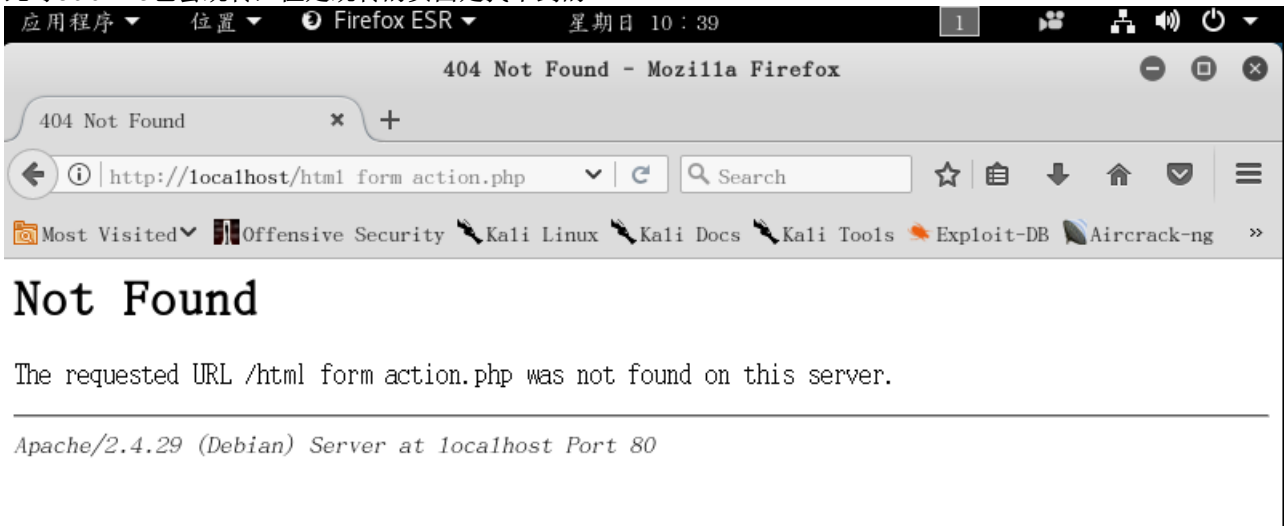 应用程序 ▼ 位置 ▼ Firefox ESR ▼ 星期日 10：39 1
404 Not Found - Mozilla Firefox
404 Not Found
http://localhost/html form action.php Search
Most Visited Offensive Security Kali Linux Kali Docs Kali Tools Exploit-DB Aircrack-ng »
Not Found
The requested URL /html form action.php was not found on this server.
Apache/2.4.29 (Debian) Server at localhost Port 80